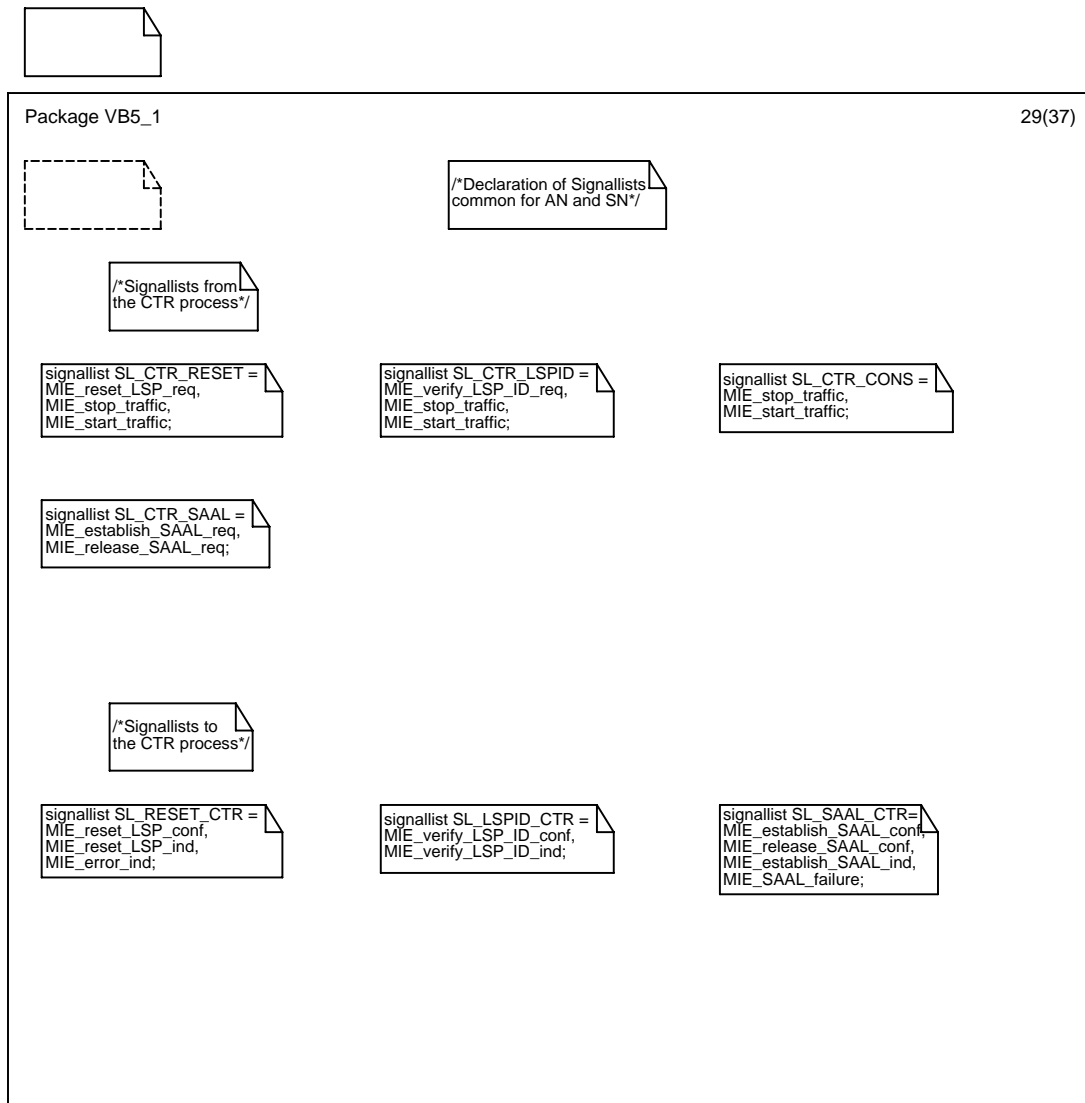 Package VB5_1
29(37)
/*Declaration of Signallists
common for AN and SN*/
/*Signallists from
the CTR process*/
signallist SL_CTR_RESET =
MIE_reset_LSP_req,
MIE_stop_traffic,
MIE_start_traffic;
signallist SL_CTR_LSPID =
MIE_verify_LSP_ID_req,
MIE_stop_traffic,
MIE_start_traffic;
signallist SL_CTR_CONS =
MIE_stop_traffic,
MIE_start_traffic;
signallist SL_CTR_SAAL =
MIE_establish_SAAL_req,
MIE_release_SAAL_req;
/*Signallists to
the CTR process*/
signallist SL_RESET_CTR =
MIE_reset_LSP_conf,
MIE_reset_LSP_ind,
MIE_error_ind;
signallist SL_LSPID_CTR =
MIE_verify_LSP_ID_conf,
MIE_verify_LSP_ID_ind;
signallist SL_SAAL_CTR=
MIE_establish_SAAL_conf,
MIE_release_SAAL_conf,
MIE_establish_SAAL_ind,
MIE_SAAL_failure;